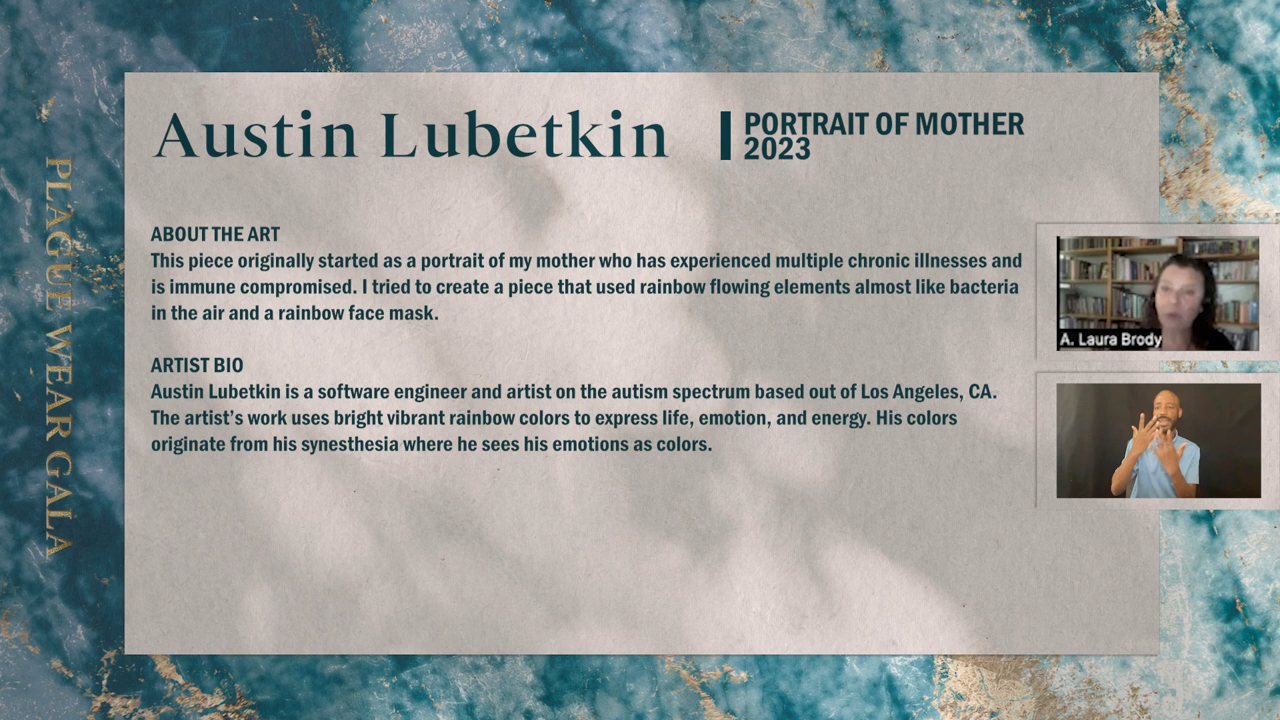 PLAGUE WEAR GALA
Austin Lubetkin
PORTRAIT OF MOTHER
2023
ABOUT THE ART
This piece originally started as a portrait of my mother who has experienced multiple chronic illnesses and
is immune compromised. I tried to create a piece that used rainbow flowing elements almost like bacteria
in the air and a rainbow face mask.
ARTIST BIO
Austin Lubetkin is a software engineer and artist on the autism spectrum based out of Los Angeles, CA.
The artist’s work uses bright vibrant rainbow colors to express life, emotion, and energy. His colors
originate from his synesthesia where he sees his emotions as colors.
A. Laura Brody